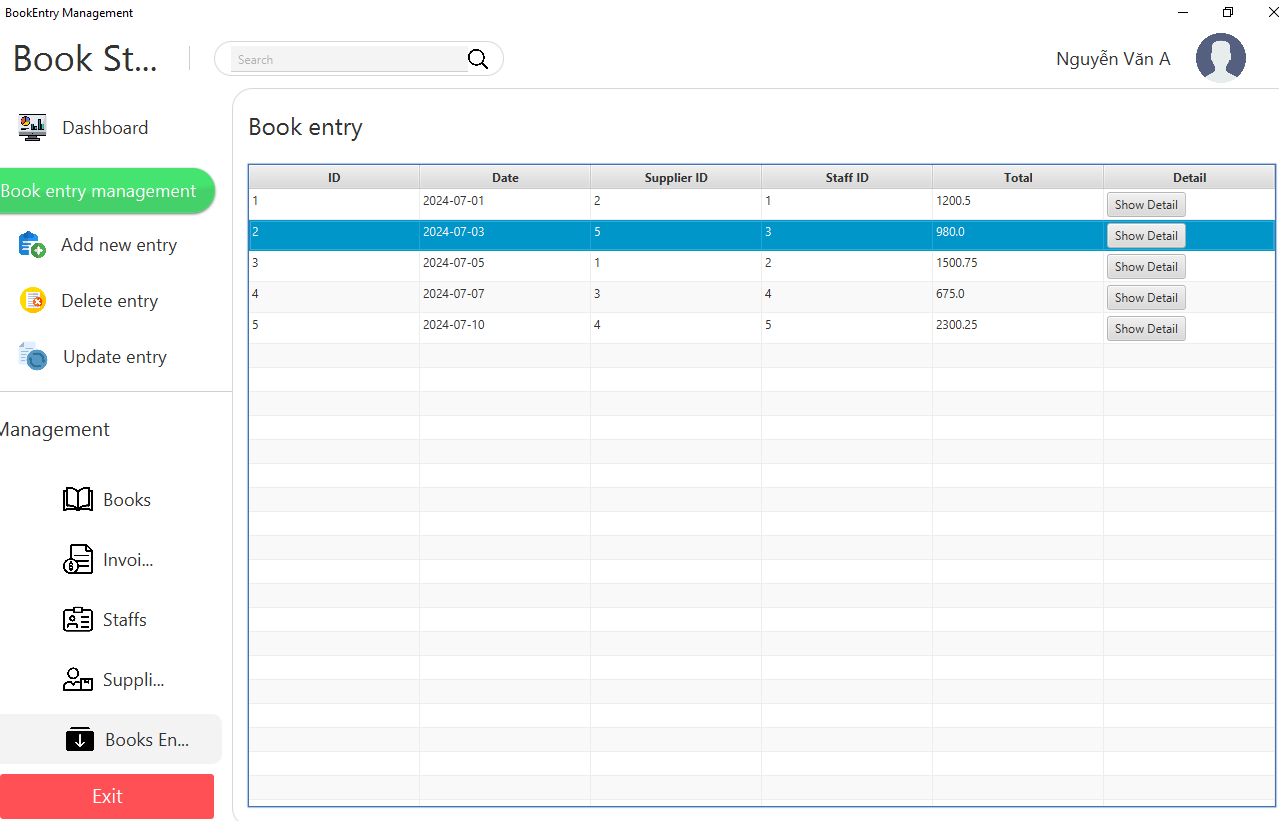 BookEntry Management
Book St...
Search
Nguyễn Văn A
Dashboard
Book entry management
Add new entry
Delete entry
Update entry
Management
Books
Invoi...
Staffs
Suppli...
Books En...
Exit
Book entry
ID Date Supplier ID Staff ID Total Detail
1 2024-07-01 2 1 1200.5 Show Detail
2 2024-07-03 5 3 980.0 Show Detail
3 2024-07-05 1 2 1500.75 Show Detail
4 2024-07-07 3 4 675.0 Show Detail
5 2024-07-10 4 5 2300.25 Show Detail